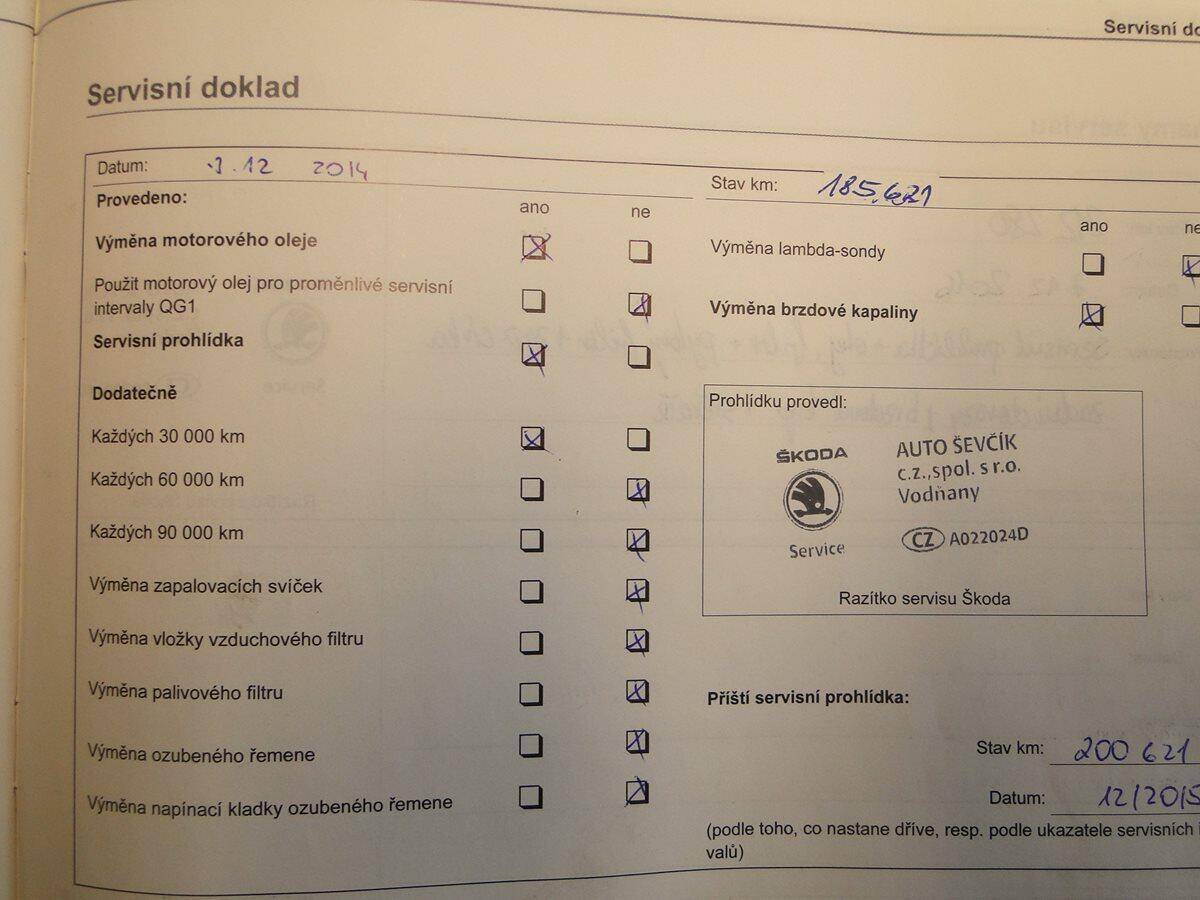 Servisní
Servisní doklad
Datum: 12 2014
Stav km: 185.621
Provedeno:
ano ne
ano ne
Výměna motorového oleje
Výměna lambda-sondy
Použit motorový olej pro proměnlivé servisní
intervaly QG1
Výměna brzdové kapaliny
Servisní prohlídka
Dodatečně
Každých 30 000 km
Každých 60 000 km
Každých 90 000 km
Výměna zapalovacích svíček
Výměna vložky vzduchového filtru
Výměna palivového filtru
Výměna ozubeného řemene
Výměna napínací kladky ozubeného řemene
Prohlídku provedl:
ŠKODA
Service
AUTO ŠEVČÍK
c.z.,spol. s r.o.
Vodňany
CZ A022024D
Razítko servisu Škoda
Příští servisní prohlídka:
Stav km: 200 621
Datum: 12/2015
(podle toho, co nastane dříve, resp. podle ukazatele servisních
valů)